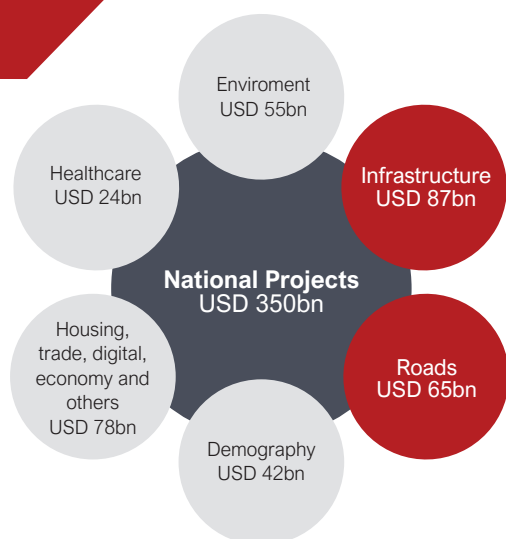 Enviroment
USD 55bn
Healthcare
USD 24bn
Infrastructure
USD 87bn
National Projects
USD 350bn
Housing,
trade, digital,
economy and
others
USD 78bn
Roads
USD 65bn
Demography
USD 42bn